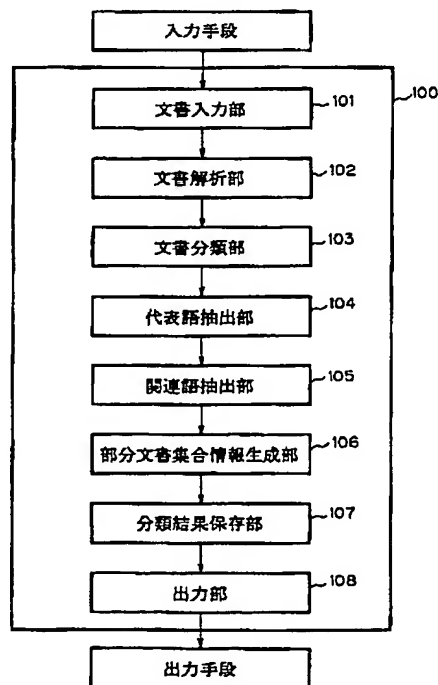 入力手段
100
文書入力部 101
文書解析部 102
文書分類部 103
代表語抽出部 104
関連語抽出部 105
部分文書集合情報生成部 106
分類結果保存部 107
出力部 108
出力手段